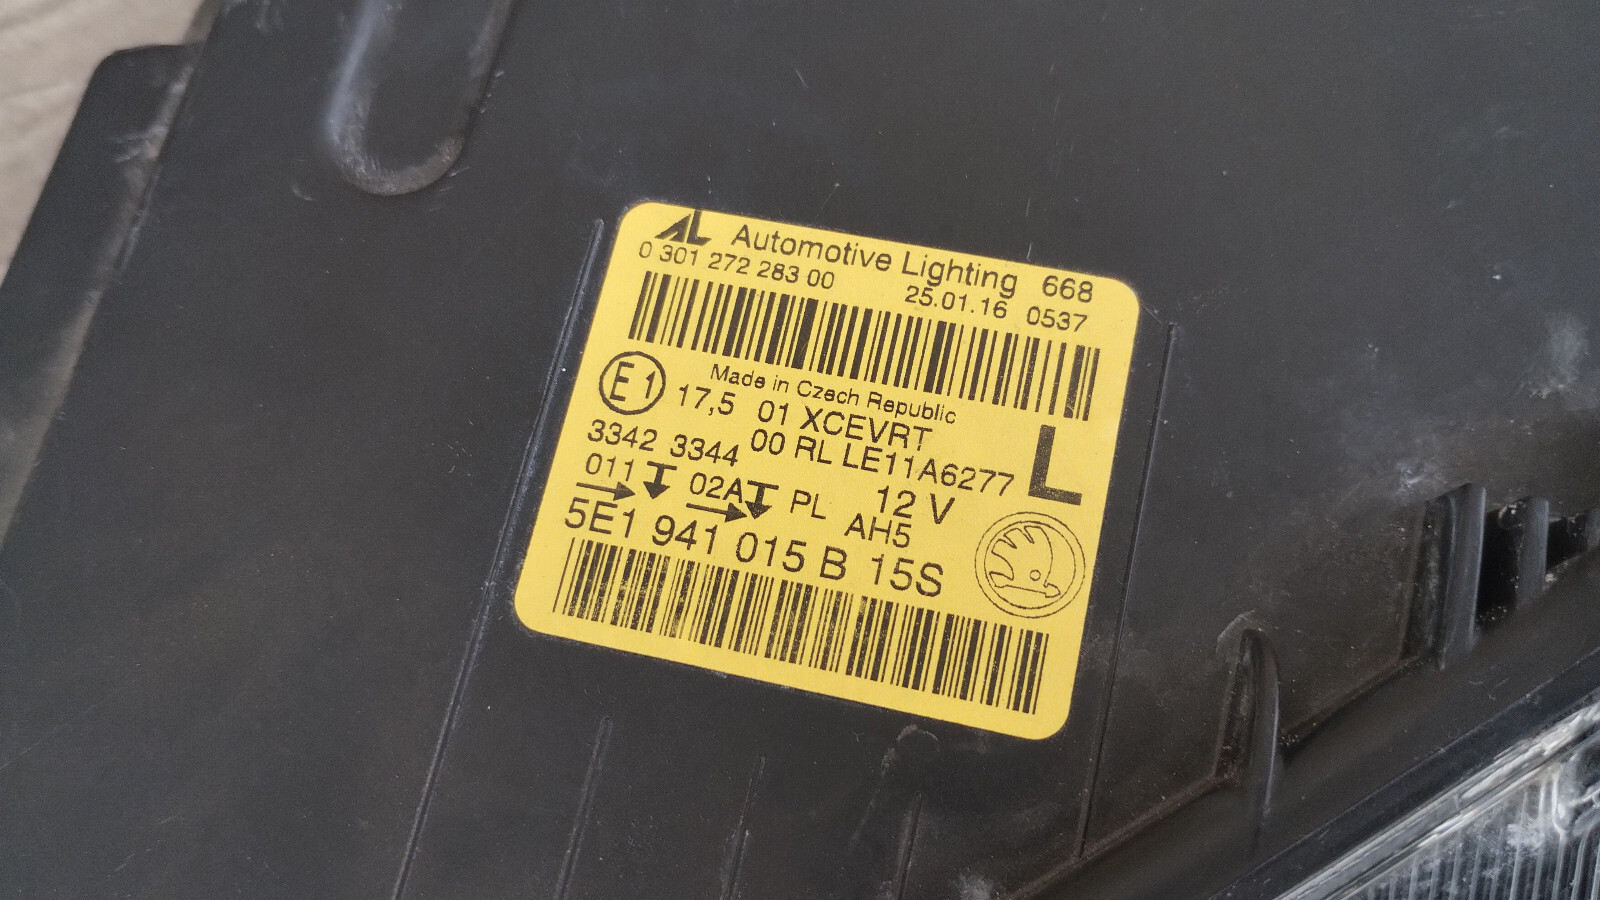 AL Automotive Lighting 668
0 301 272 283 00 25.01.16 0537
Made in Czech Republic
E1 17,5 01 XCEVRT
3342 3344 00 RL LE11A6277 L
011 02A PL 12 V
AH5
5E1 941 015 B 15S